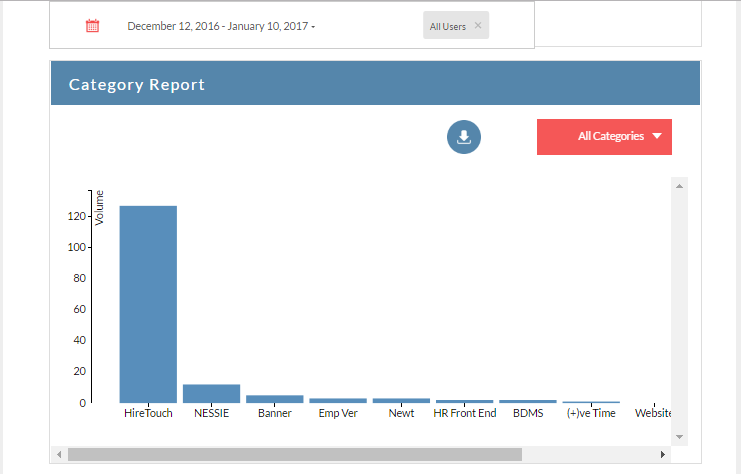 December 12, 2016 - January 10, 2017 -
All Users ×
Category Report
All Categories
Volume
120
100
80
60
40
20
0
HireTouch NESSIE Banner Emp Ver Newt HR Front End BDMS (+)ve Time Website